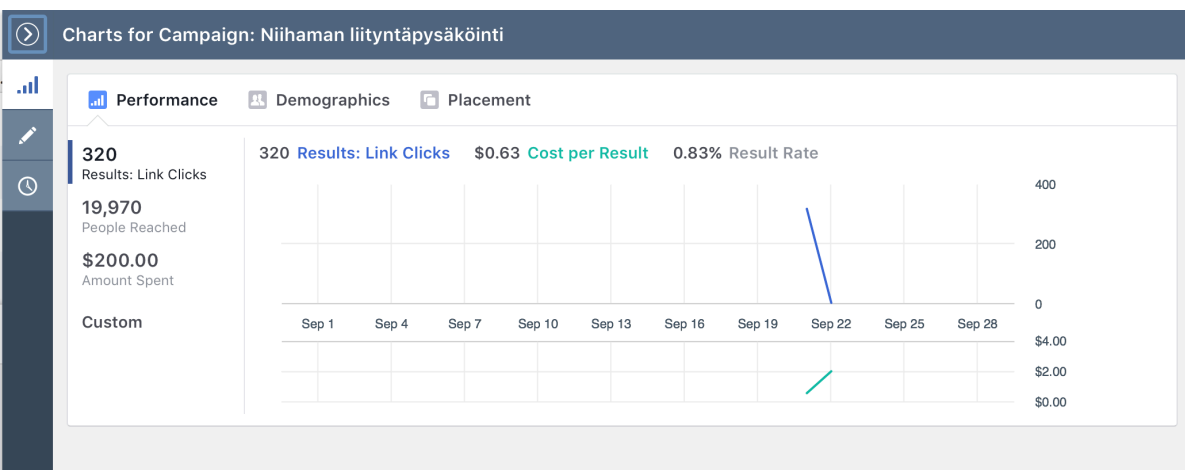 Charts for Campaign: Niihaman liityntäpysäköinti
Performance Demographics Placement
320
Results: Link Clicks
19,970
People Reached
$200.00
Amount Spent
Custom
320 Results: Link Clicks $0.63 Cost per Result 0.83% Result Rate
400
200
0
Sep 1 Sep 4 Sep 7 Sep 10 Sep 13 Sep 16 Sep 19 Sep 22 Sep 25 Sep 28
$4.00
$2.00
$0.00